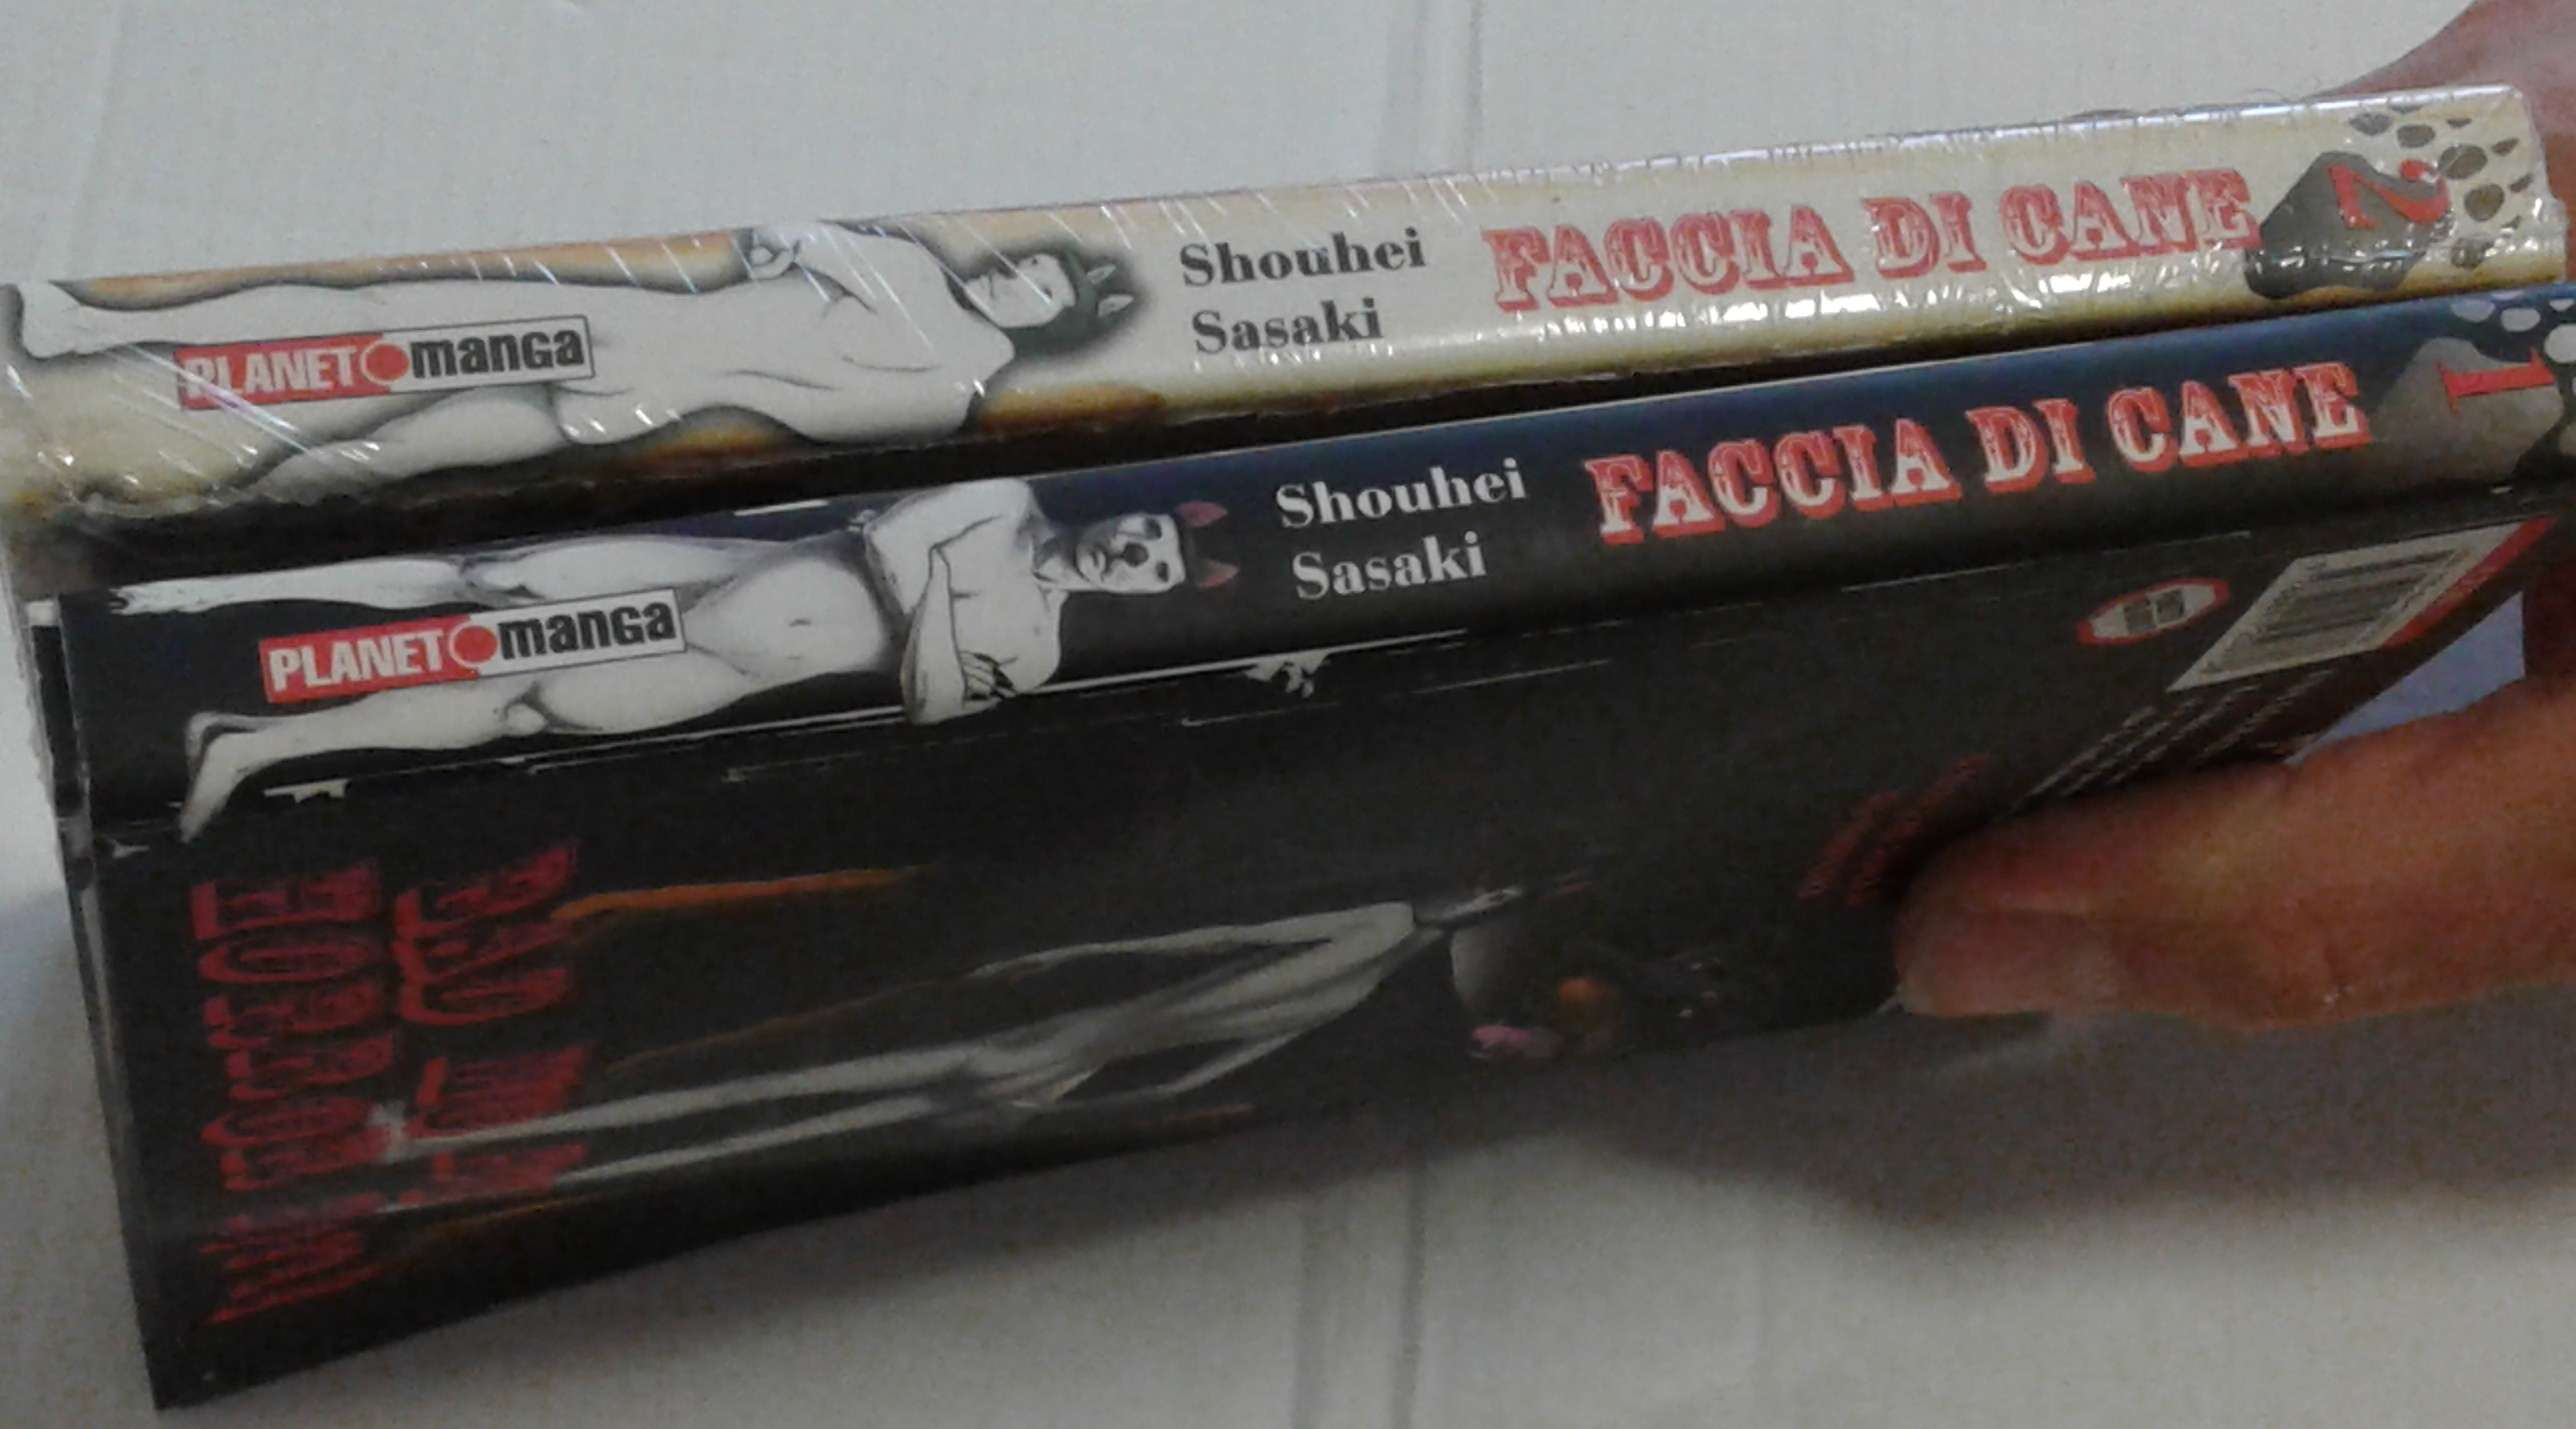 PLANET manga
Shouhei
Sasaki
FACCIA DI CANE
2
PLANET manga
Shouhei
Sasaki
FACCIA DI CANE
1